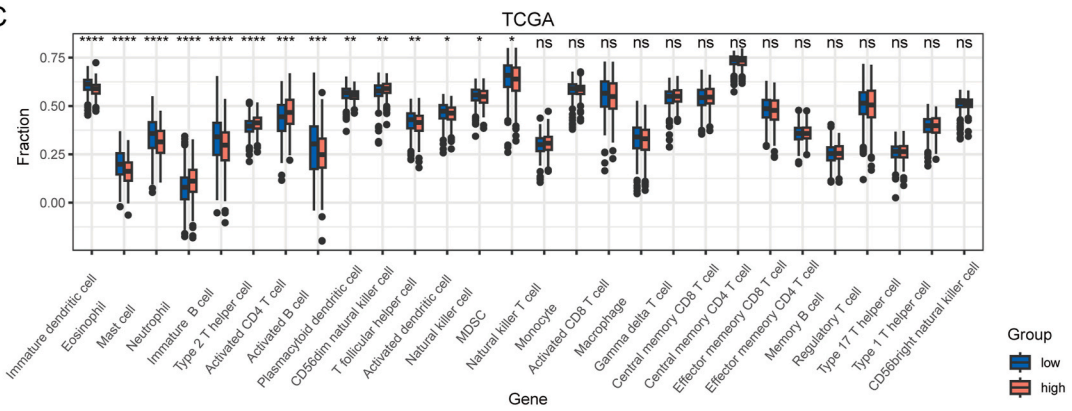 C
TCGA
**** **** **** **** **** **** *** *** ** ** ** * * * ns ns ns ns ns ns ns ns ns ns ns ns ns ns
Fraction
0.75
0.50
0.25
0.00
Immature dendritic cell
Eosinophil
Mast cell
Neutrophil
Immature B cell
Type 2 T helper cell
Activated CD4 T cell
Activated B cell
Plasmacytoid dendritic cell
CD56dim natural killer cell
T follicular helper cell
Activated dendritic cell
Natural killer cell
MDSC
Natural killer T cell
Monocyte
Activated CD8 T cell
Macrophage
Gamma delta T cell
Central memory CD8 T cell
Central memory CD4 T cell
Effector memory CD8 T cell
Effector memory CD4 T cell
Memory B cell
Regulatory T cell
Type 17 T helper cell
Type 1 T helper cell
CD56bright natural killer cell
Gene
Group
low
high